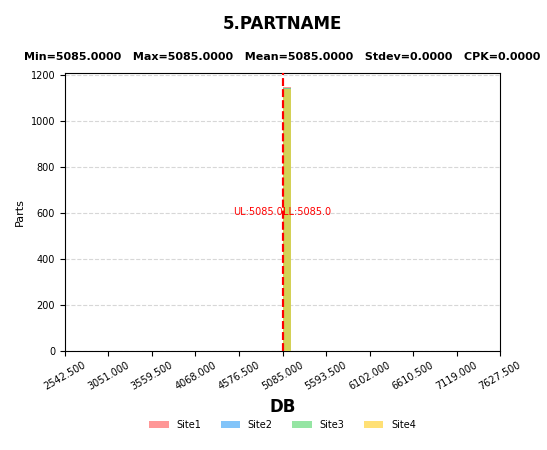 5.PARTNAME
Min=5085.0000 Max=5085.0000 Mean=5085.0000 Stdev=0.0000 CPK=0.0000
1200
1000
800
600
400
200
0
Parts
UL:5085.0 LL:5085.0
2542.500 3051.000 3559.500 4068.000 4576.500 5085.000 5593.500 6102.000 6610.500 7119.000 7627.500
DB
Site1 Site2 Site3 Site4